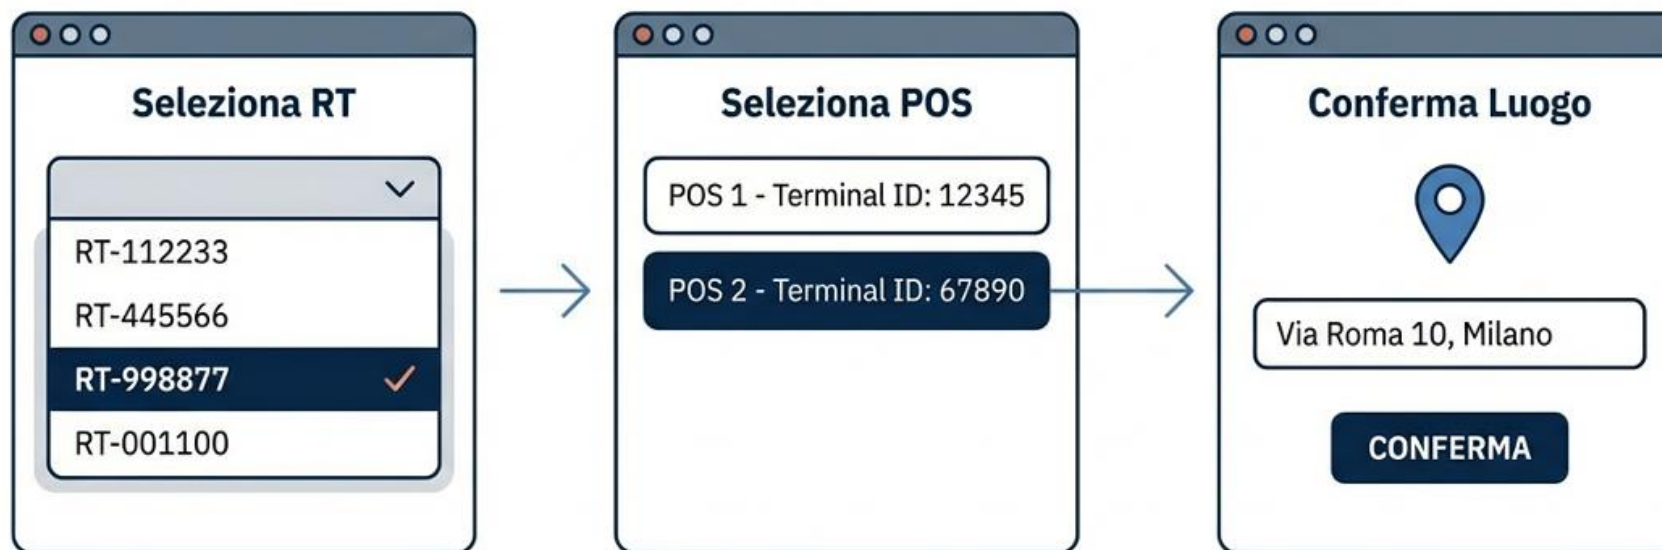 Seleziona RT
RT-112233
RT-445566
RT-998877
RT-001100
Seleziona POS
POS 1 - Terminal ID: 12345
POS 2 - Terminal ID: 67890
Conferma Luogo
Via Roma 10, Milano
CONFERMA